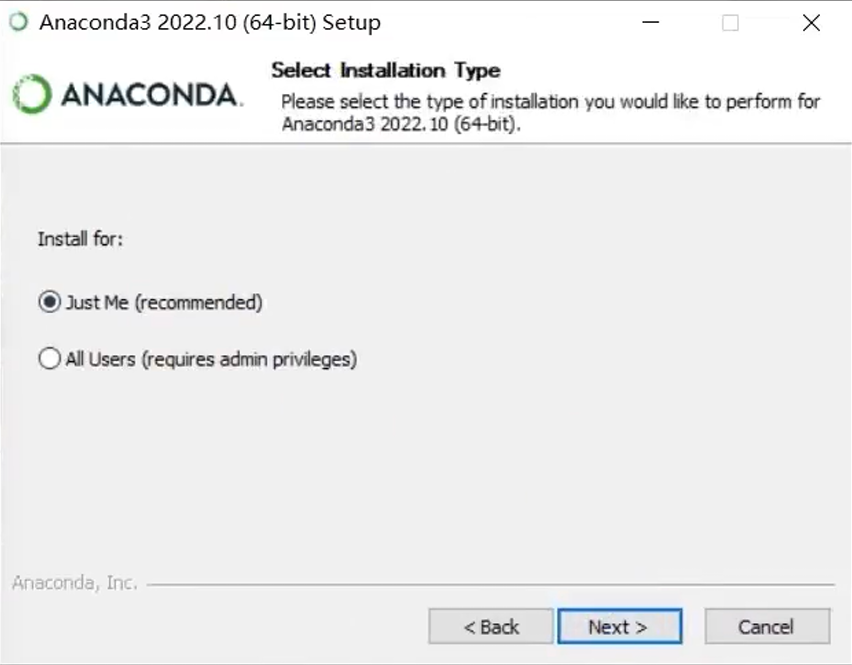 Anaconda3 2022.10 (64-bit) Setup
ANACONDA.
Select Installation Type
Please select the type of installation you would like to perform for
Anaconda3 2022.10 (64-bit).
Install for:
Just Me (recommended)
All Users (requires admin privileges)
Anaconda, Inc.
< Back
Next >
Cancel